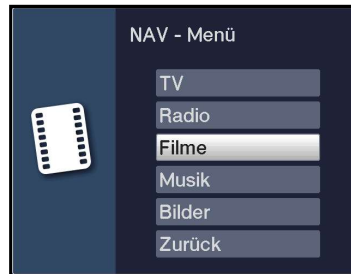 NAV - Menü
TV
Radio
Filme
Musik
Bilder
Zurück